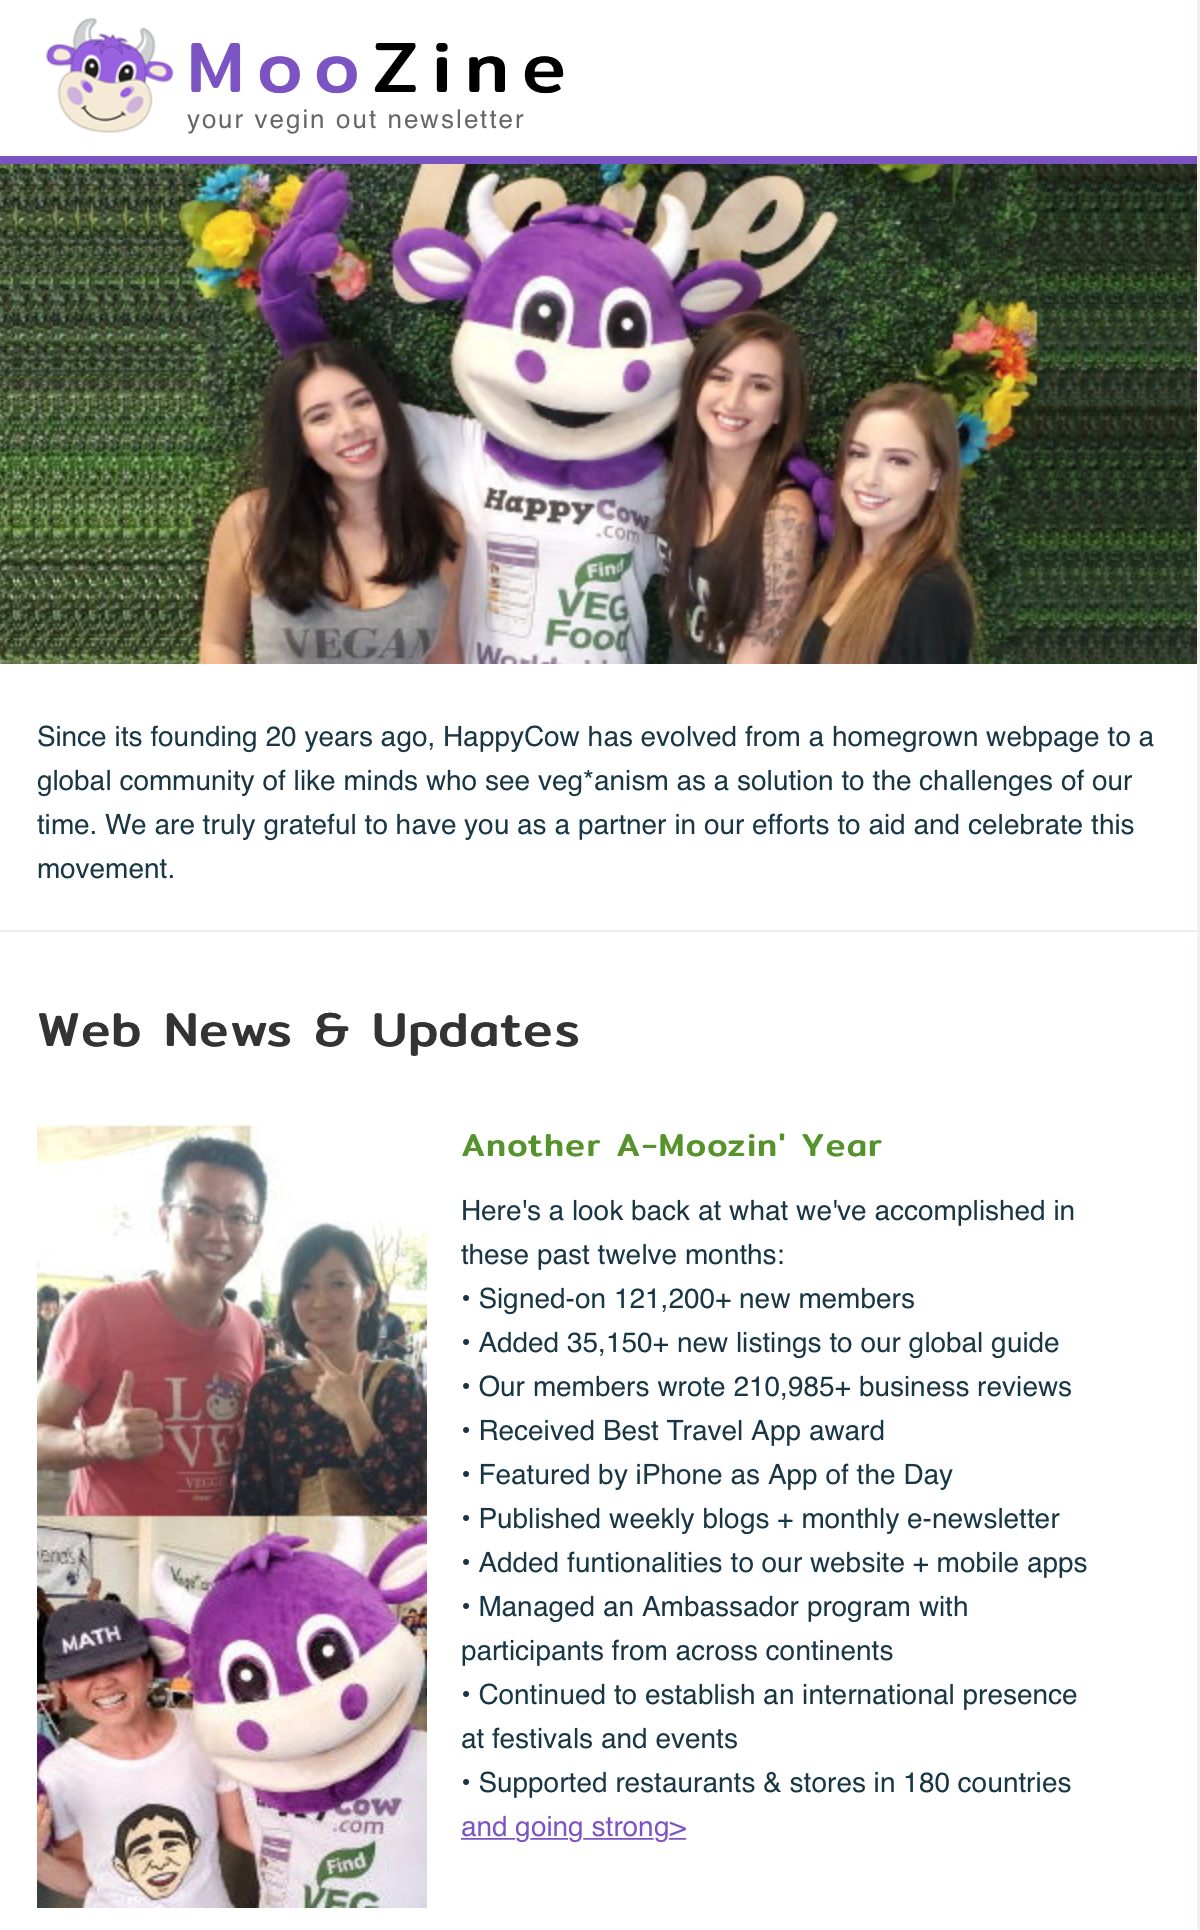 MooZine
your vegin out newsletter
love
HappyCow
.com
Find
VEG
Food
VEGAN
Since its founding 20 years ago, HappyCow has evolved from a homegrown webpage to a
global community of like minds who see veg*anism as a solution to the challenges of our
time. We are truly grateful to have you as a partner in our efforts to aid and celebrate this
movement.
Web News & Updates
Another A-Moozin' Year
Here's a look back at what we've accomplished in
these past twelve months:
• Signed-on 121,200+ new members
• Added 35,150+ new listings to our global guide
• Our members wrote 210,985+ business reviews
• Received Best Travel App award
• Featured by iPhone as App of the Day
• Published weekly blogs + monthly e-newsletter
• Added funtionalities to our website + mobile apps
• Managed an Ambassador program with
participants from across continents
• Continued to establish an international presence
at festivals and events
• Supported restaurants & stores in 180 countries
and going strong>
LO
VE
MATH
Cow
.com
Find
VEG